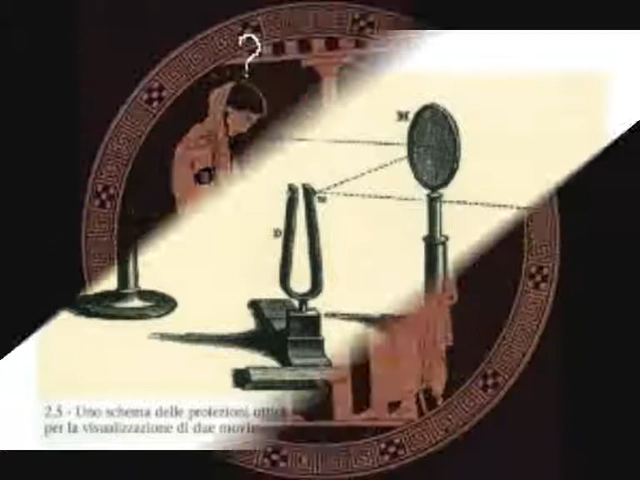 ?
M
D
2.5 - Uno schema delle proiezioni
per la visualizzazione di due